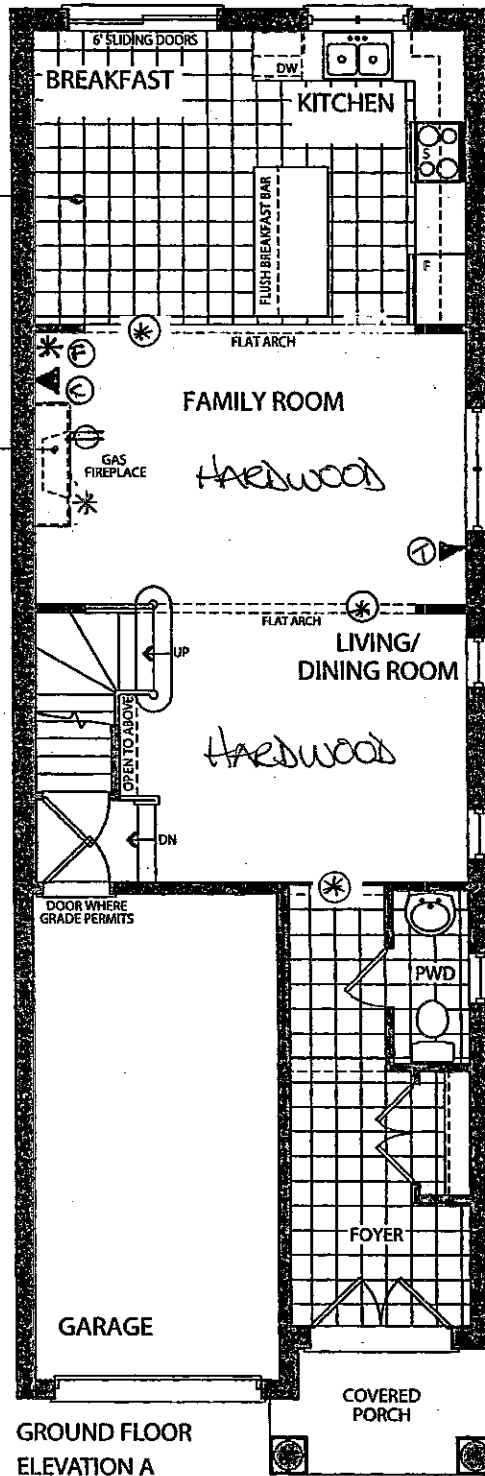 6' SLIDING DOORS
BREAKFAST
DW
KITCHEN
S
FLUSH BREAKFAST BAR
F
FLAT ARCH
F
C
FAMILY ROOM
GAS
FIREPLACE
HARDWOOD
T
FLAT ARCH
UP
LIVING/
DINING ROOM
OPEN TO ABOVE
HARDWOOD
DN
DOOR WHERE
GRADE PERMITS
PWD
FOYER
GARAGE
COVERED
PORCH
GROUND FLOOR
ELEVATION A